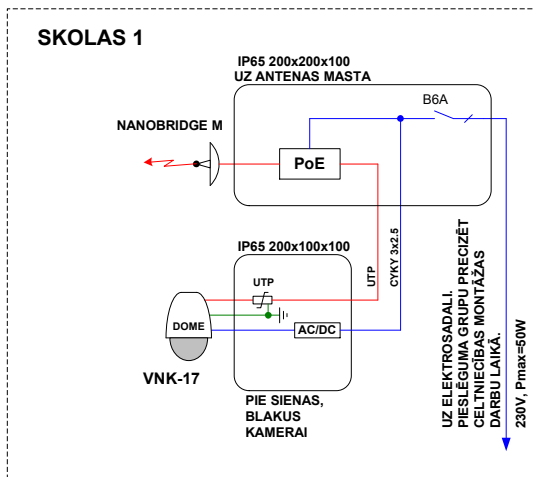 SKOLAS 1
IP65 200x200x100
UZ ANTENAS MASTA
B6A
NANOBRIDGE M
PoE
UTP
CYKY 3x2.5
IP65 200x100x100
UTP
DOME
AC/DC
VNK-17
PIE SIENAS,
BLAKUS
KAMERAI
UZ ELEKTROSADALI.
PIESLĒGUMA GRUPU PRECIZĒT
CELTNIECĪBAS MONTĀŽAS
DARBU LAIKĀ.
230V, Pmax=50W